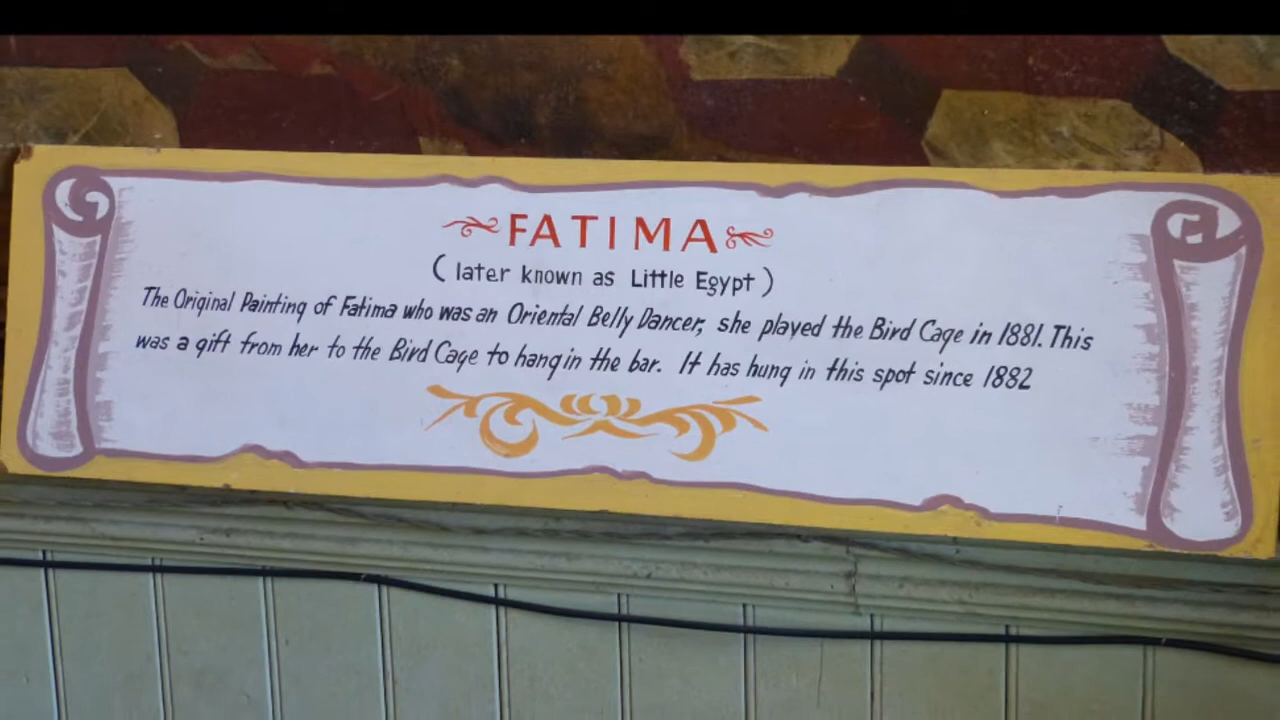 FATIMA
(later known as Little Egypt)
The Original Painting of Fatima who was an Oriental Belly Dancer, she played the Bird Cage in 1881. This
was a gift from her to the Bird Cage to hang in the bar. It has hung in this spot since 1882